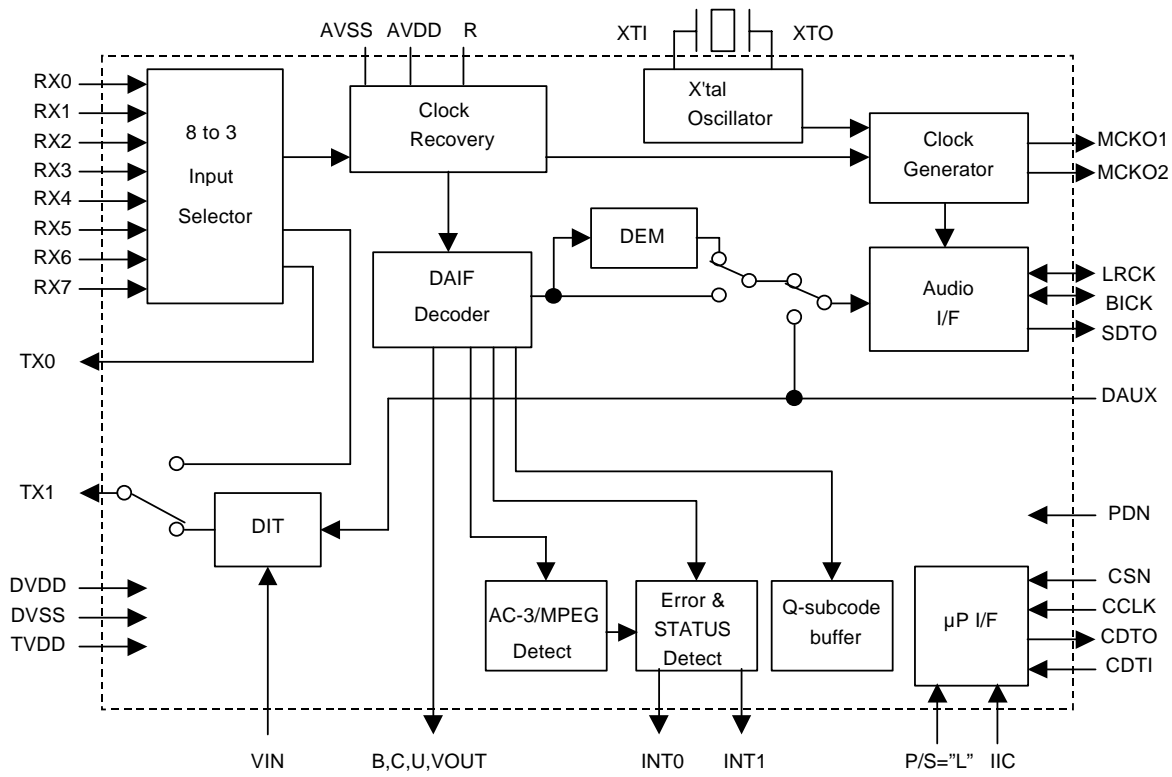 AVSS AVDD R XTI XTO
RX0
RX1
RX2
RX3
RX4
RX5
RX6
RX7
8 to 3
Input
Selector
Clock
Recovery
X'tal
Oscillator
Clock
Generator
MCKO1
MCKO2
DEM
DAIF
Decoder
Audio
I/F
LRCK
BICK
SDTO
TX0
DAUX
TX1
DIT
PDN
DVDD
DVSS
TVDD
AC-3/MPEG
Detect
Error &
STATUS
Detect
Q-subcode
buffer
µP I/F
CSN
CCLK
CDTO
CDTI
VIN B,C,U,VOUT INT0 INT1 P/S="L" IIC